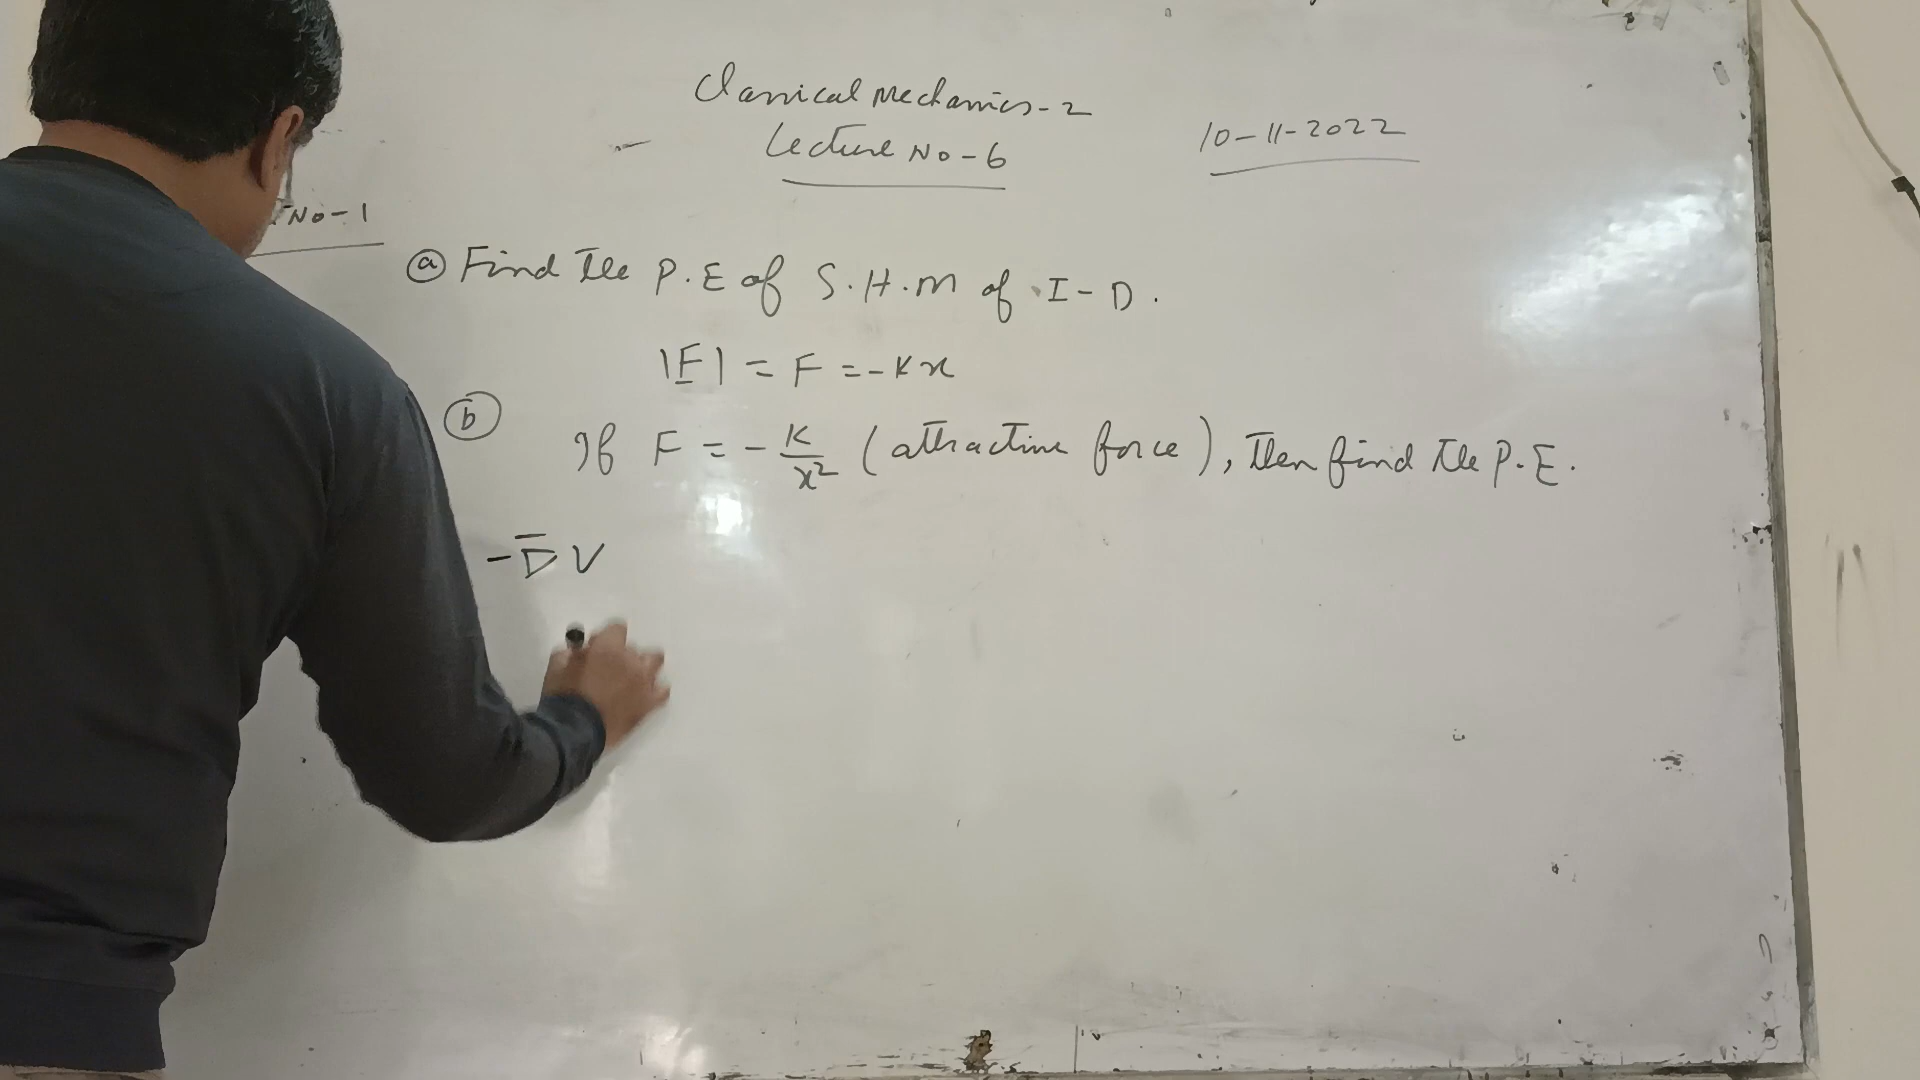 Classical Mechanics-2
Lecture No-6
10-11-2022
No-1
(a) Find the P.E of S.H.M of 1-D.
|F| = F = -Kx
(b) If F = -K/x² (attractive force), then find the P.E.
-∇̄V